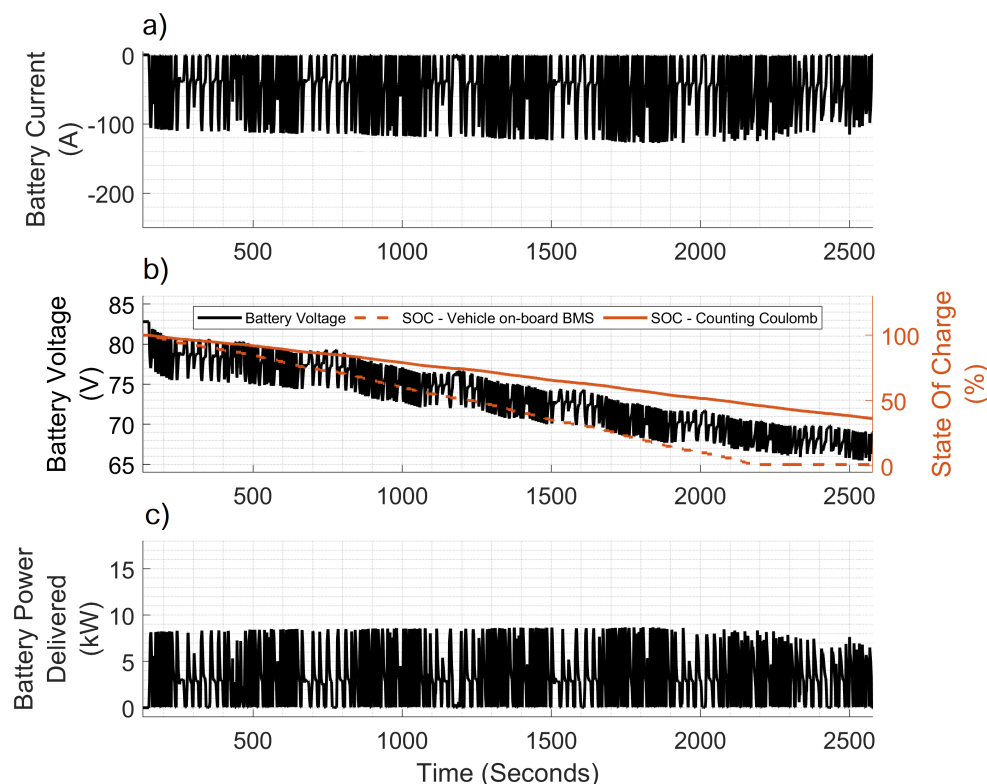 a)
Battery Current
(A)
0
-100
-200
500
1000
1500
2000
2500
b)
Battery Voltage
(V)
85
80
75
70
65
Battery Voltage
SOC - Vehicle on-board BMS
SOC - Counting Coulomb
100
50
0
State Of Charge
(%)
500
1000
1500
2000
2500
c)
Battery Power
Delivered
(kW)
15
10
5
0
500
1000
1500
2000
2500
Time (Seconds)